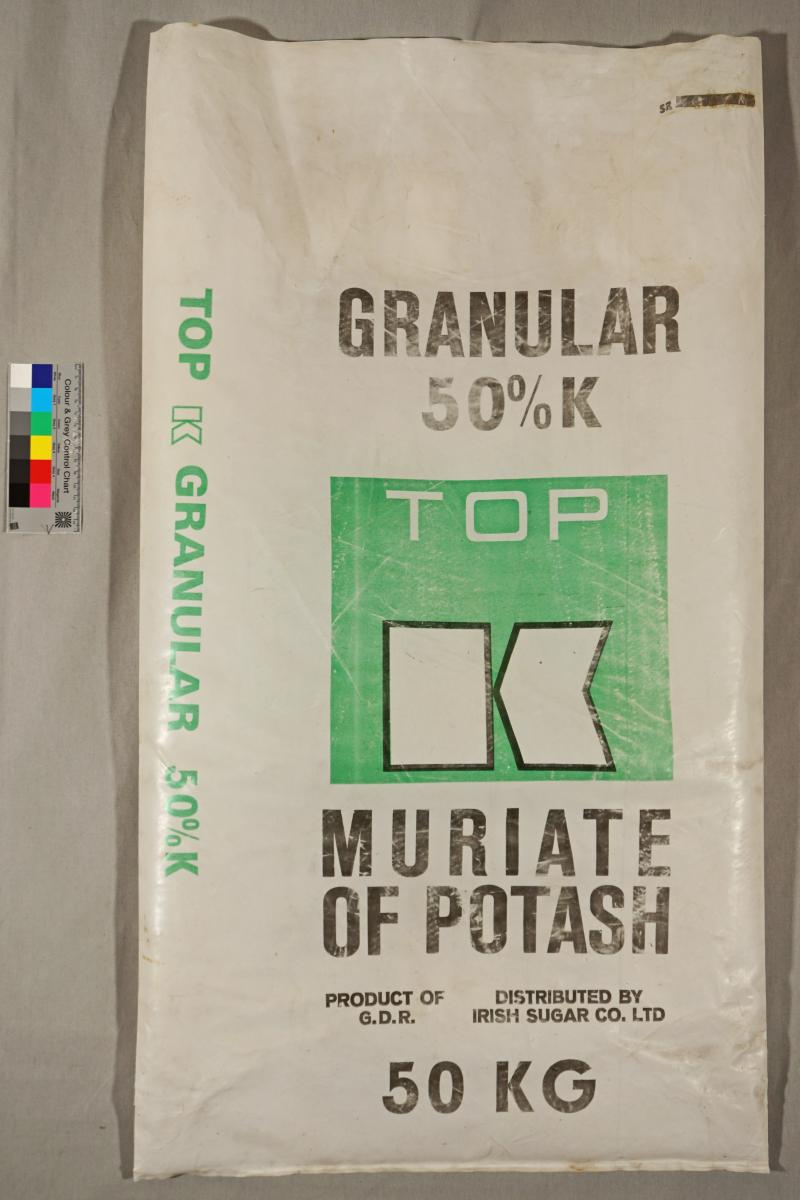 GRANULAR
50%K
TOP
K
MURIATE
OF POTASH
PRODUCT OF
G.D.R.
DISTRIBUTED BY
IRISH SUGAR CO. LTD
50 KG
TOP K GRANULAR 50%K
Colour & Grey Control Chart